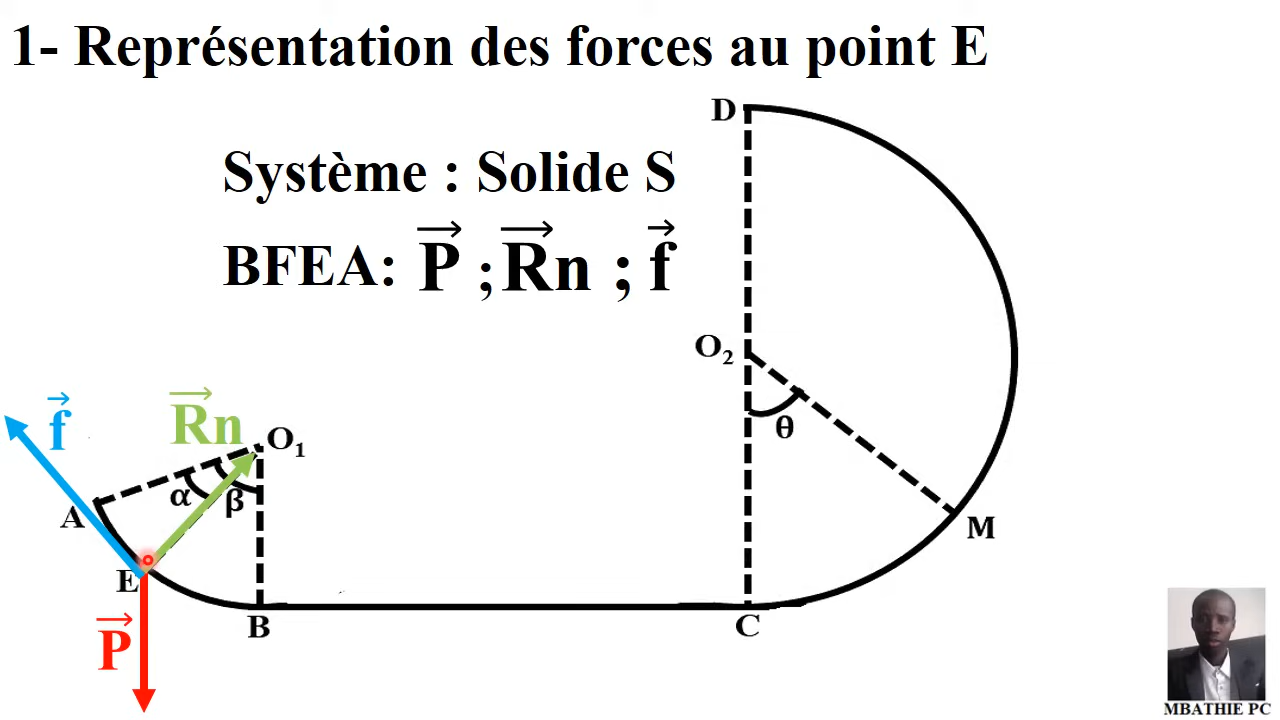 1- Représentation des forces au point E
D
Système : Solide S
BFEA: P ; Rn ; f
O₂
θ
f
Rn
O₁
α
β
A
M
E
B
C
P
MBATHIE PC